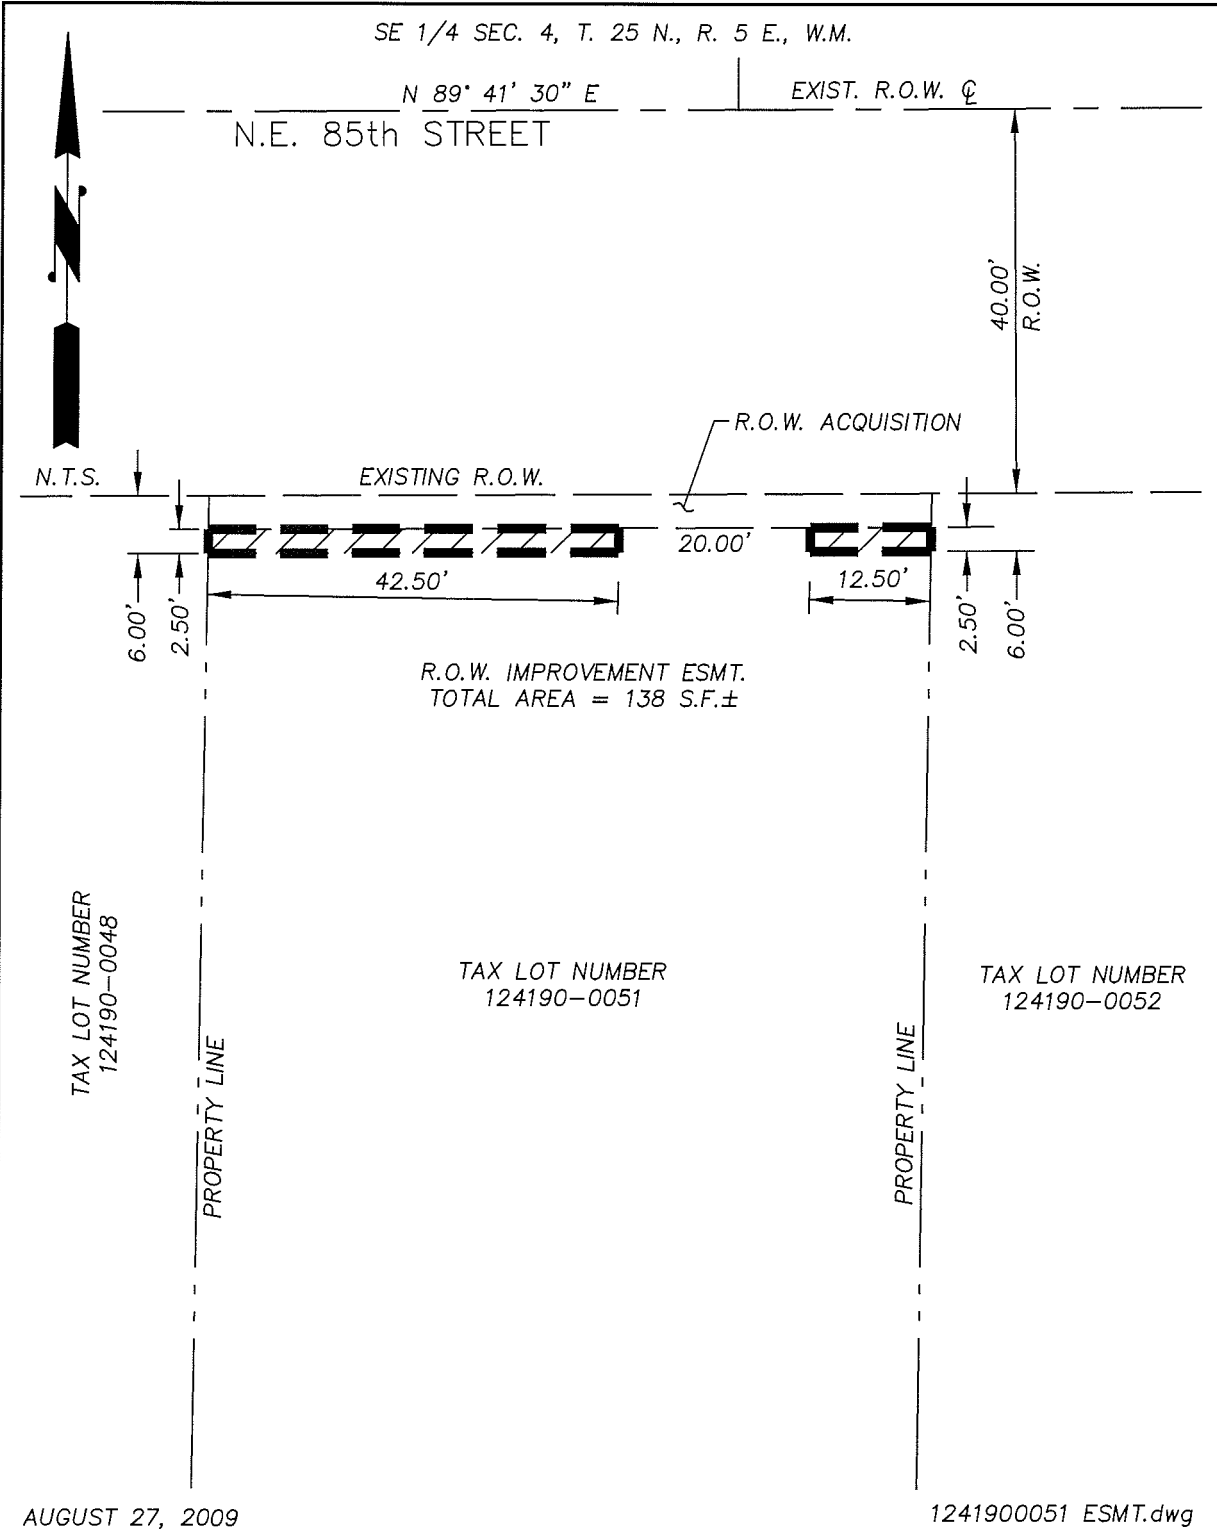 SE 1/4 SEC. 4, T. 25 N., R. 5 E., W.M.
N 89° 41' 30" E
EXIST. R.O.W. ℄
N.E. 85th STREET
N
40.00'
R.O.W.
R.O.W. ACQUISITION
N.T.S.
EXISTING R.O.W.
20.00'
42.50'
12.50'
6.00'
2.50'
2.50'
6.00'
R.O.W. IMPROVEMENT ESMT.
TOTAL AREA = 138 S.F.±
TAX LOT NUMBER
124190-0048
TAX LOT NUMBER
124190-0051
TAX LOT NUMBER
124190-0052
PROPERTY LINE
PROPERTY LINE
AUGUST 27, 2009
1241900051 ESMT.dwg